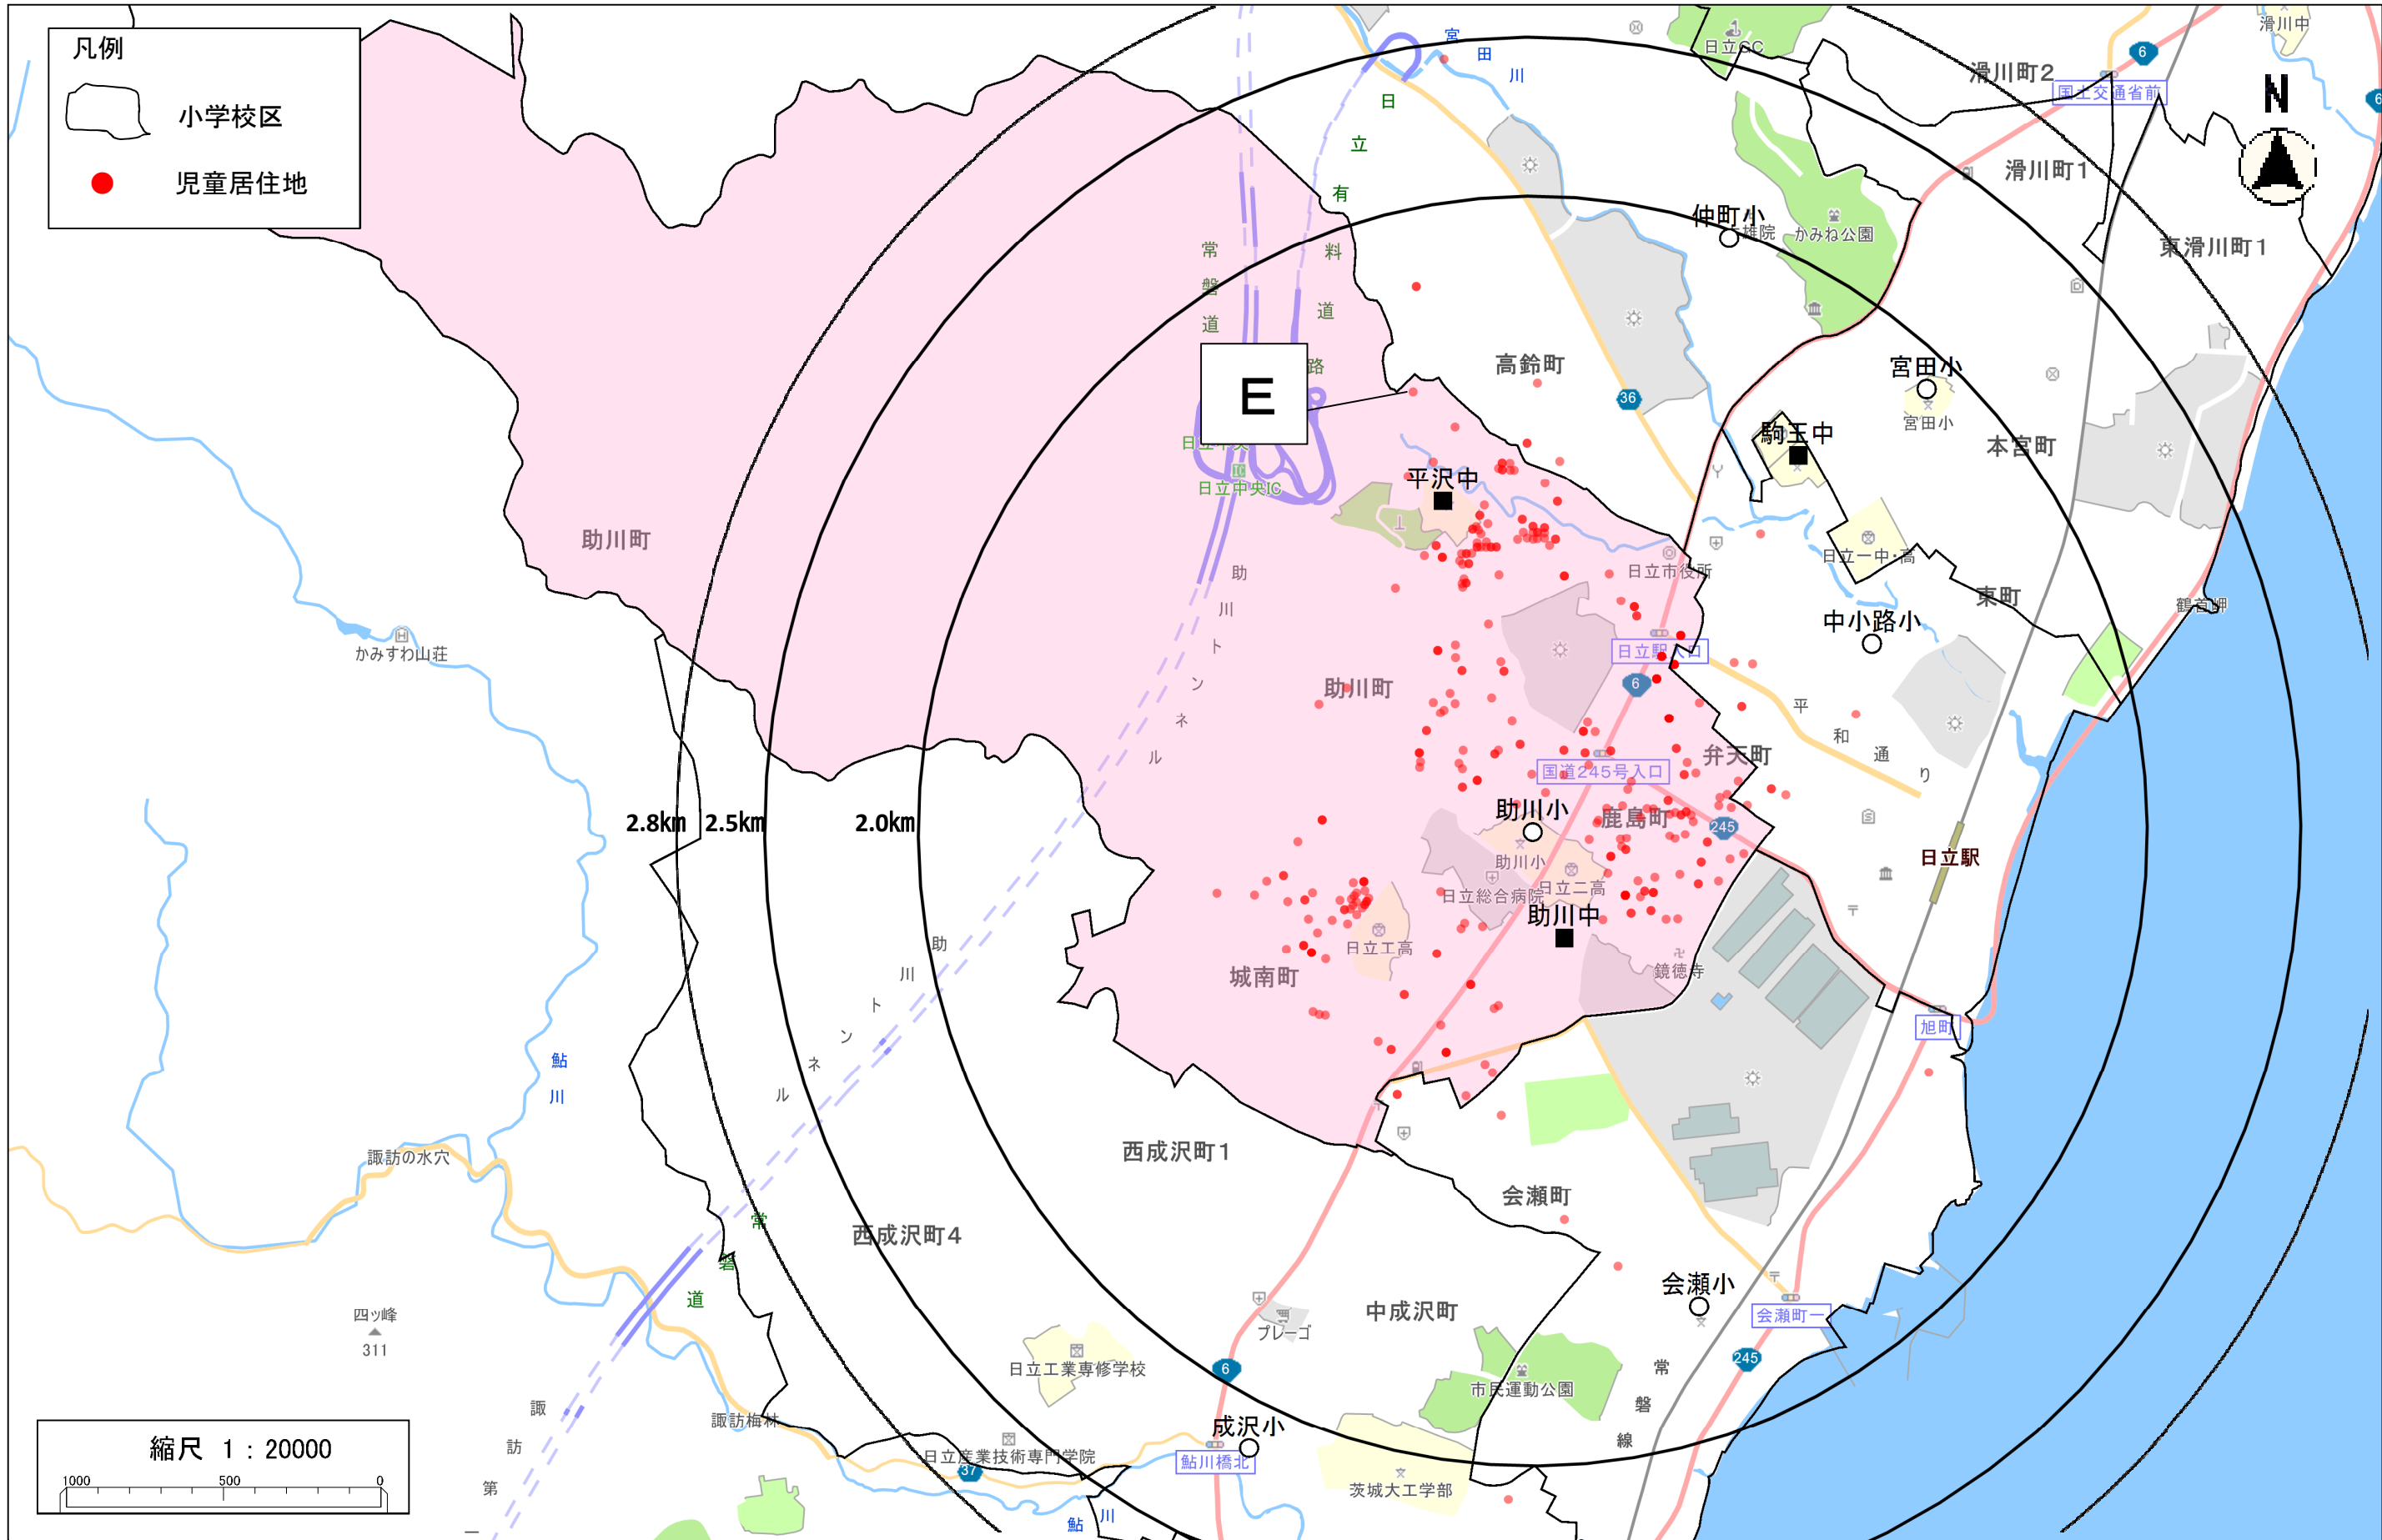 凡例
小学校区
児童居住地
宮田川
日立有料道路
常磐道
日立GC
滑川中
6
滑川町2
国土交通省前
6
N
滑川町1
仲町小
かみね公園
東滑川町1
高鈴町
E
36
宮田小
宮田小
駒王中
本宮町
日立中央
日立中央IC
平沢中
助川町
日立一中・高
日立市役所
助川トンネル
東町
鶴首岬
中小路小
かみすわ山荘
日立駅入口
助川町
6
平和通り
弁天町
国道245号入口
2.8km
2.5km
2.0km
助川小
鹿島町
245
助川小
日立駅
日立総合病院
日立二高
助川中
助川トンネル
日立工高
城南町
鏡徳寺
旭町
鮎川
諏訪の水穴
西成沢町1
会瀬町
西成沢町4
常磐道
会瀬小
四ッ峰
311
中成沢町
会瀬町一
プレーゴ
日立工業専修学校
6
245
市民運動公園
常磐線
諏訪第一
諏訪梅林
成沢小
縮尺 1 : 20000
1000 500 0
日立産業技術専門学院
37
鮎川橋北
茨城大工学部
鮎川